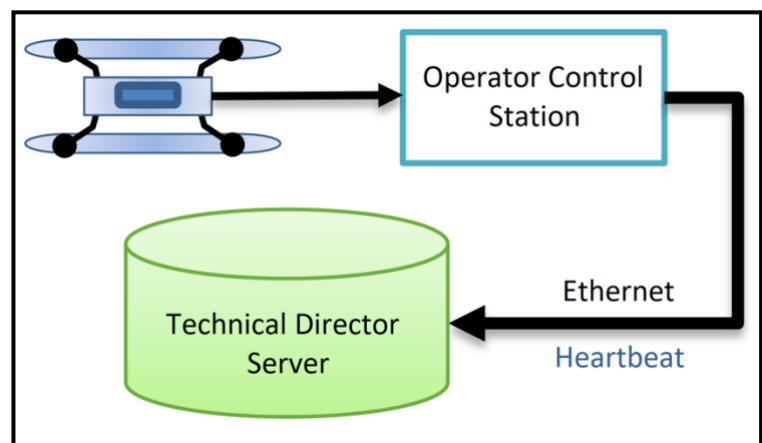 Operator Control
Station
Ethernet
Technical Director
Server
Heartbeat